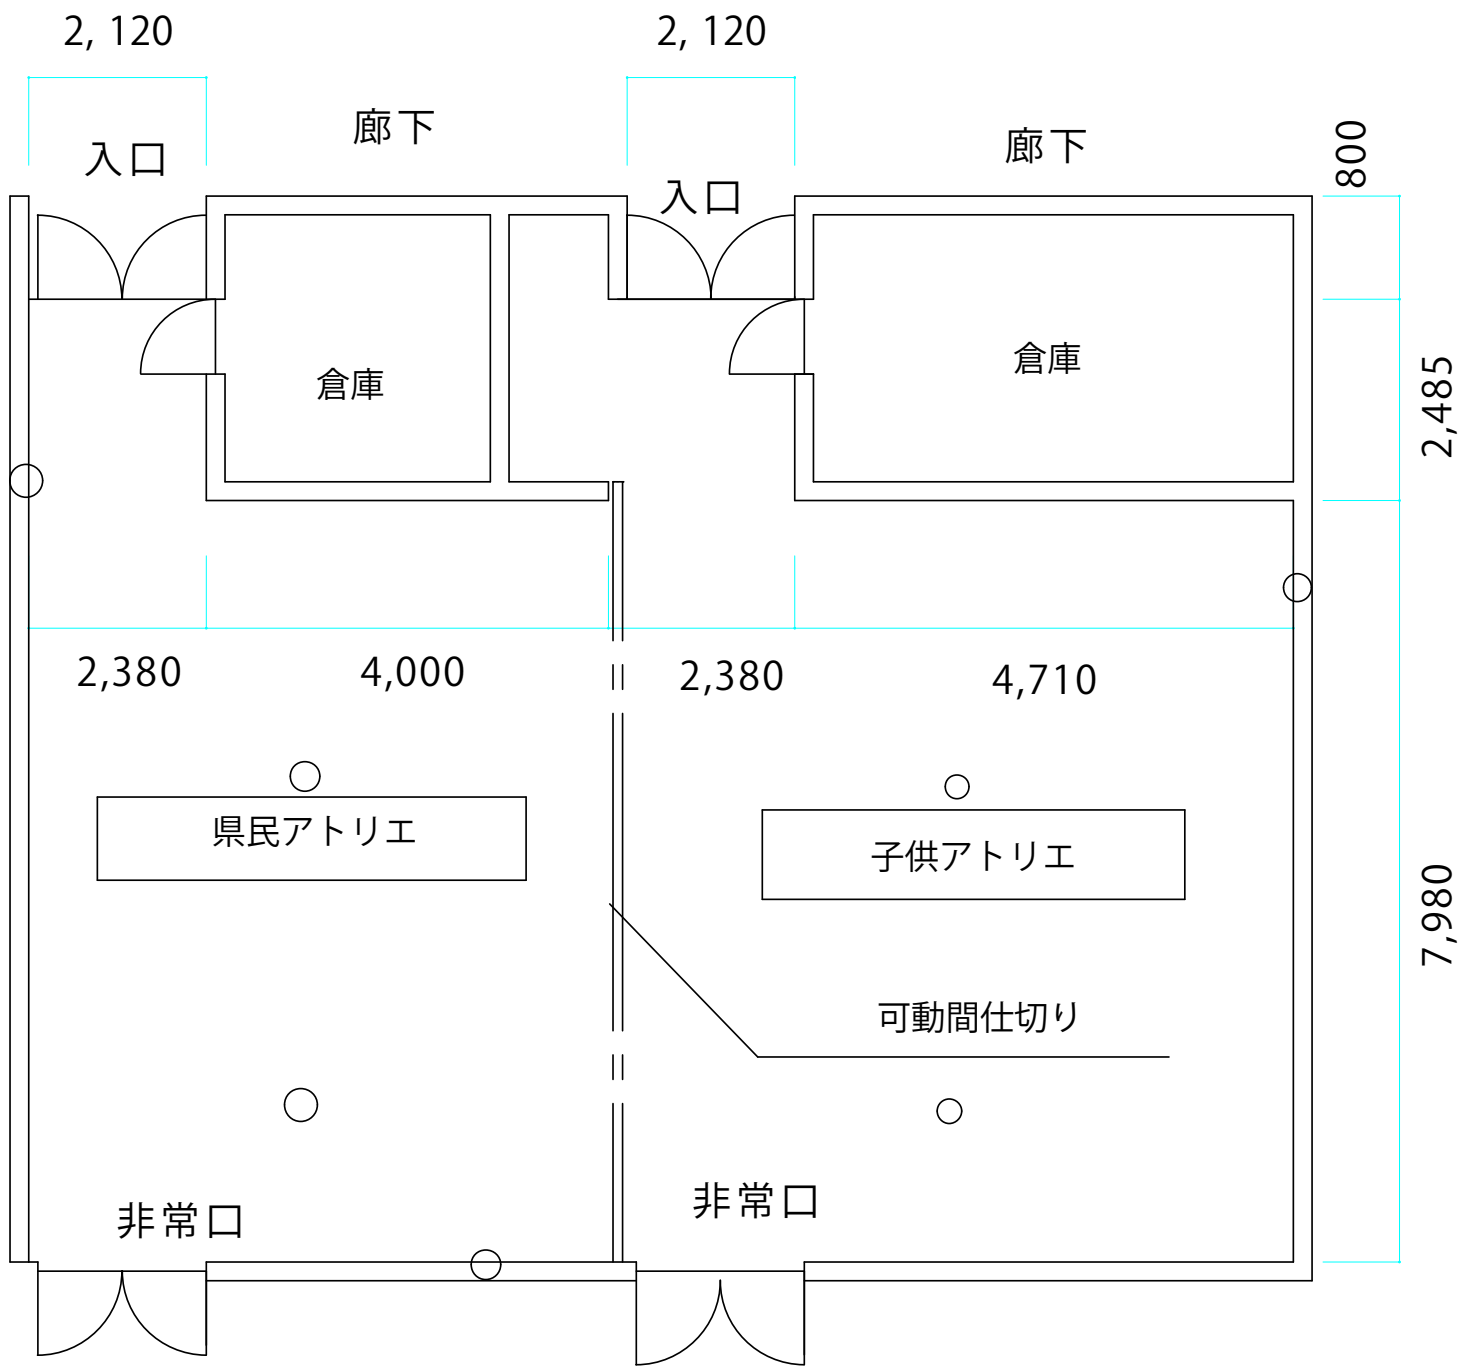 2, 120
2, 120
廊下
廊下
入口
入口
800
倉庫
倉庫
2,485
2,380
4,000
2,380
4,710
県民アトリエ
子供アトリエ
7,980
可動間仕切り
非常口
非常口